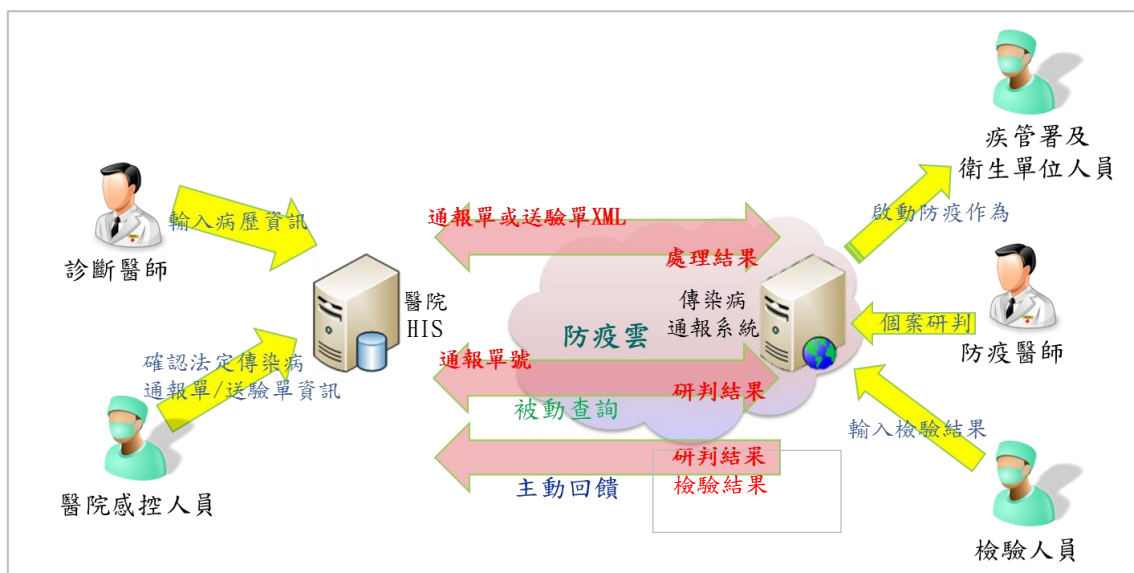 疾管署及
衛生單位人員
輸入病歷資訊
通報單或送驗單XML
啟動防疫作為
診斷醫師
處理結果
醫院
HIS
傳染病
通報系統
防疫雲
個案研判
防疫醫師
確認法定傳染病
通報單/送驗單資訊
通報單號
研判結果
被動查詢
輸入檢驗結果
研判結果
主動回饋
檢驗結果
醫院感控人員
檢驗人員